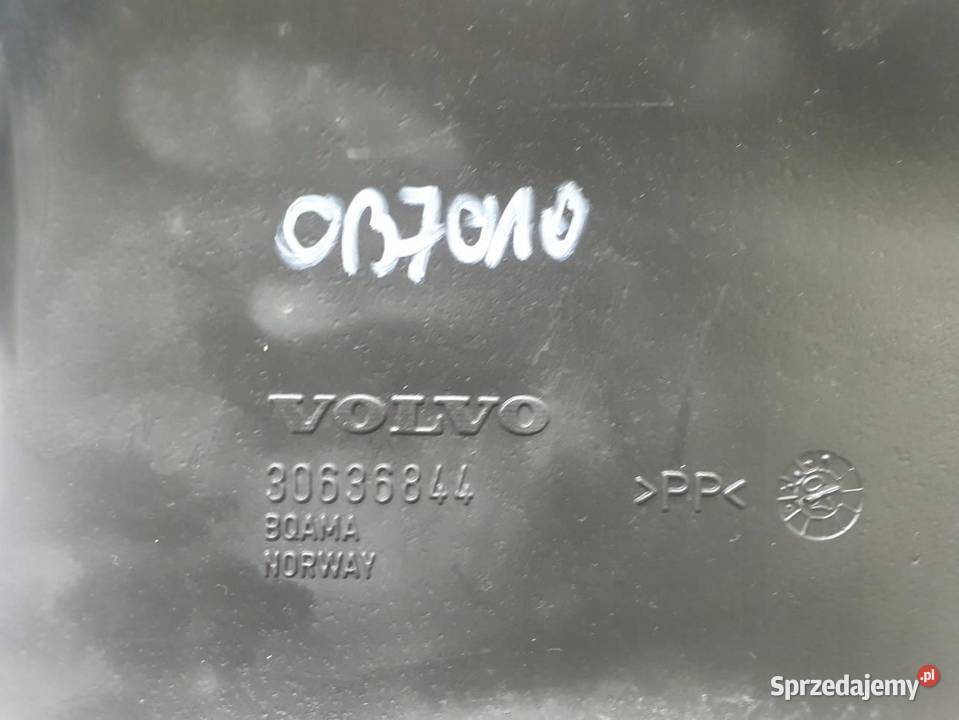 OB7010
VOLVO
30636844
>PP<
BQAMA
NORWAY
Sprzedajemy.pl